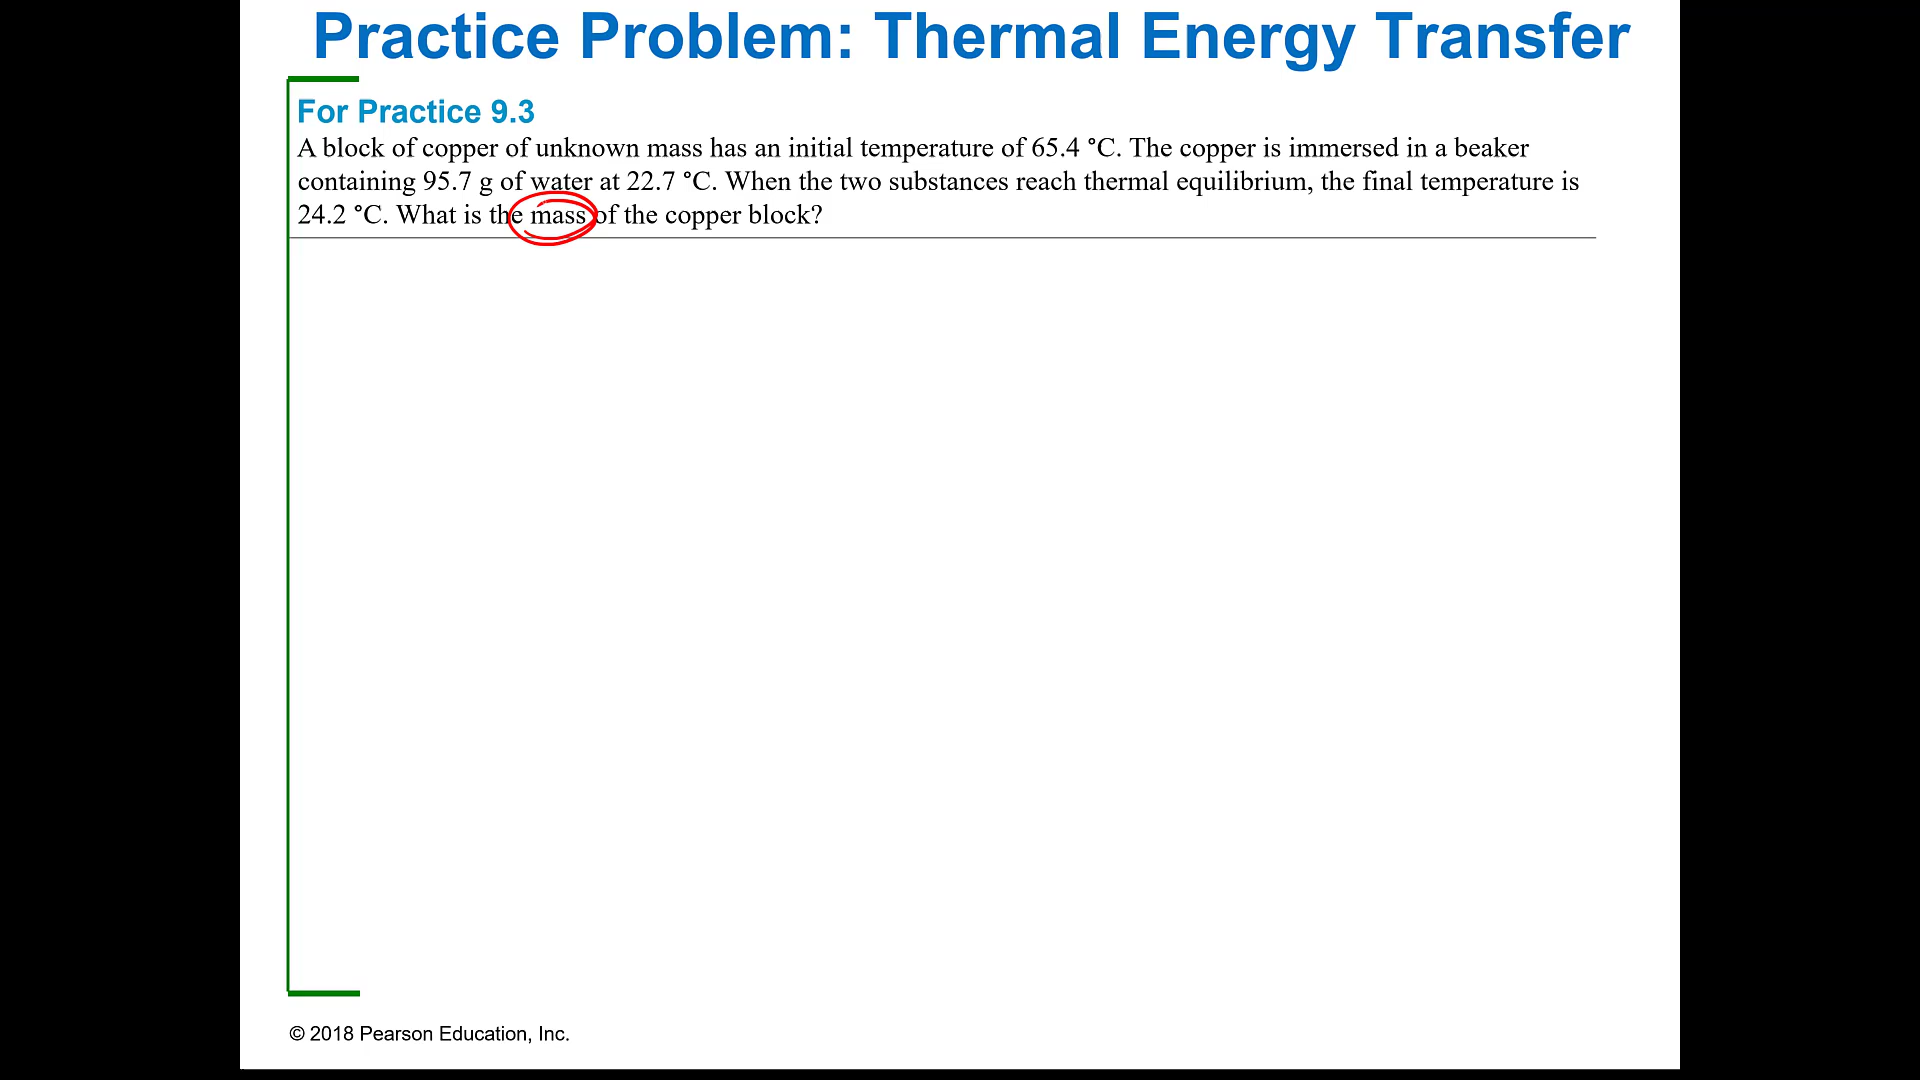 Practice Problem: Thermal Energy Transfer
For Practice 9.3
A block of copper of unknown mass has an initial temperature of 65.4 °C. The copper is immersed in a beaker
containing 95.7 g of water at 22.7 °C. When the two substances reach thermal equilibrium, the final temperature is
24.2 °C. What is the mass of the copper block?
© 2018 Pearson Education, Inc.